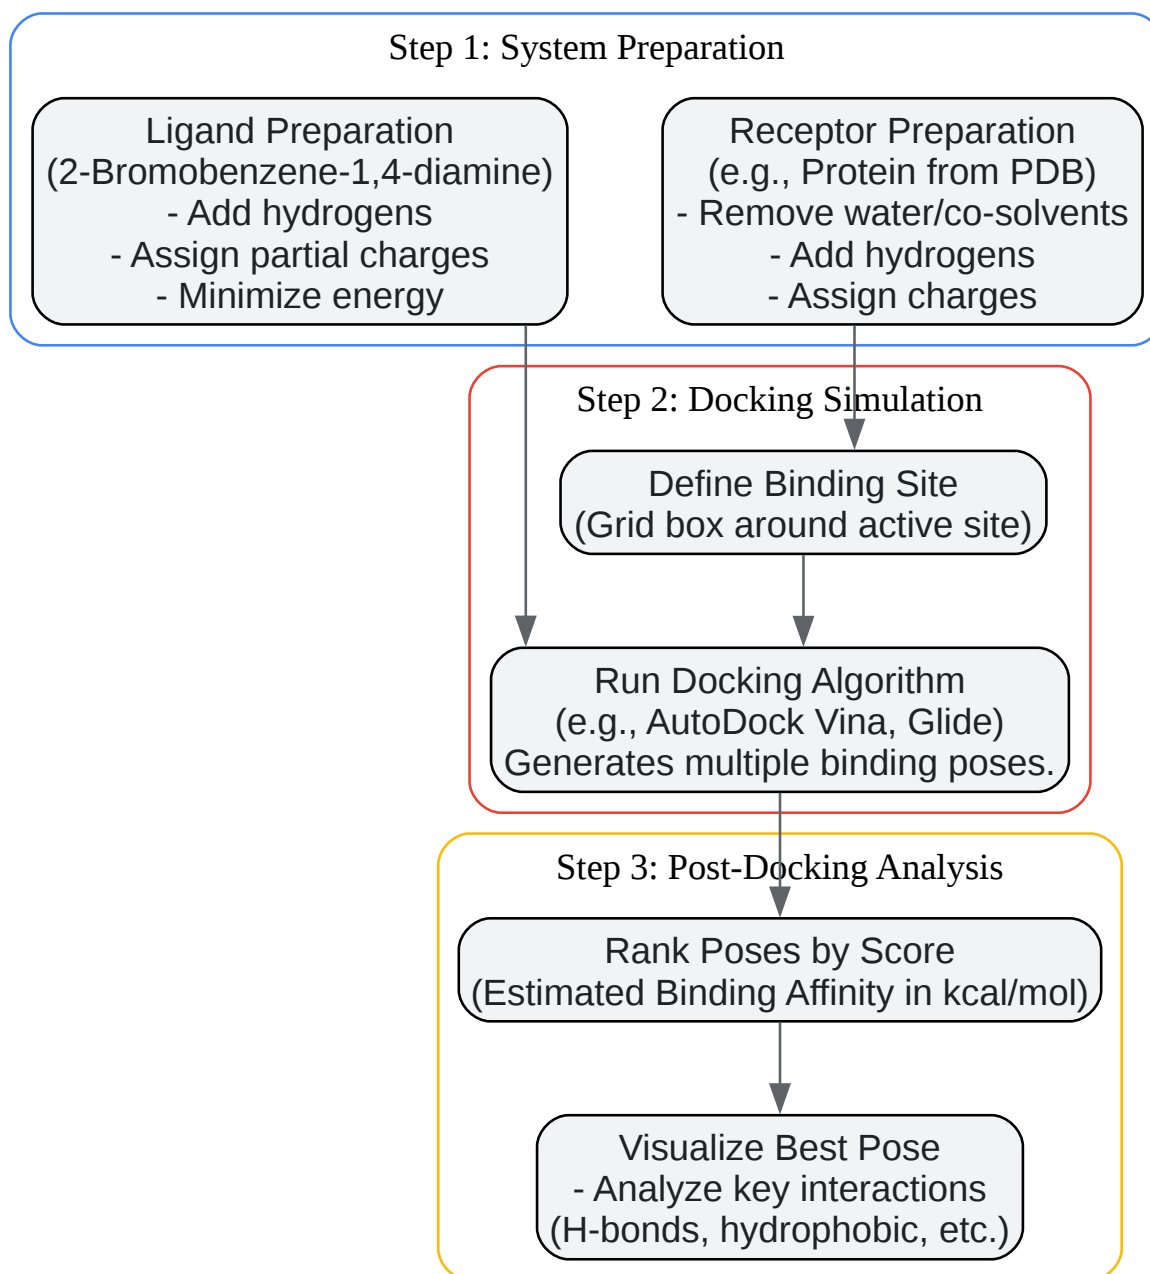 Step 1: System Preparation
Ligand Preparation
(2-Bromobenzene-1,4-diamine)
- Add hydrogens
- Assign partial charges
- Minimize energy
Receptor Preparation
(e.g., Protein from PDB)
- Remove water/co-solvents
- Add hydrogens
- Assign charges
Step 2: Docking Simulation
Define Binding Site
(Grid box around active site)
Run Docking Algorithm
(e.g., AutoDock Vina, Glide)
Generates multiple binding poses.
Step 3: Post-Docking Analysis
Rank Poses by Score
(Estimated Binding Affinity in kcal/mol)
Visualize Best Pose
- Analyze key interactions
(H-bonds, hydrophobic, etc.)